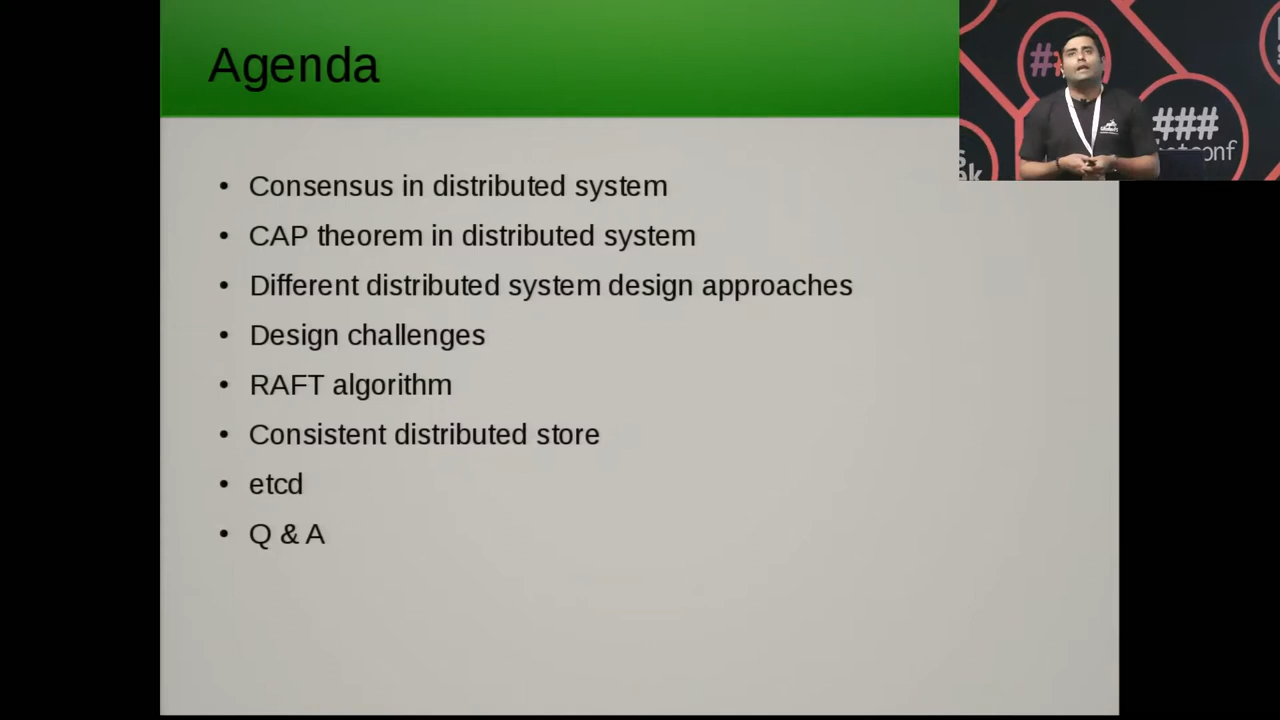 Agenda
• Consensus in distributed system
• CAP theorem in distributed system
• Different distributed system design approaches
• Design challenges
• RAFT algorithm
• Consistent distributed store
• etcd
• Q & A
###